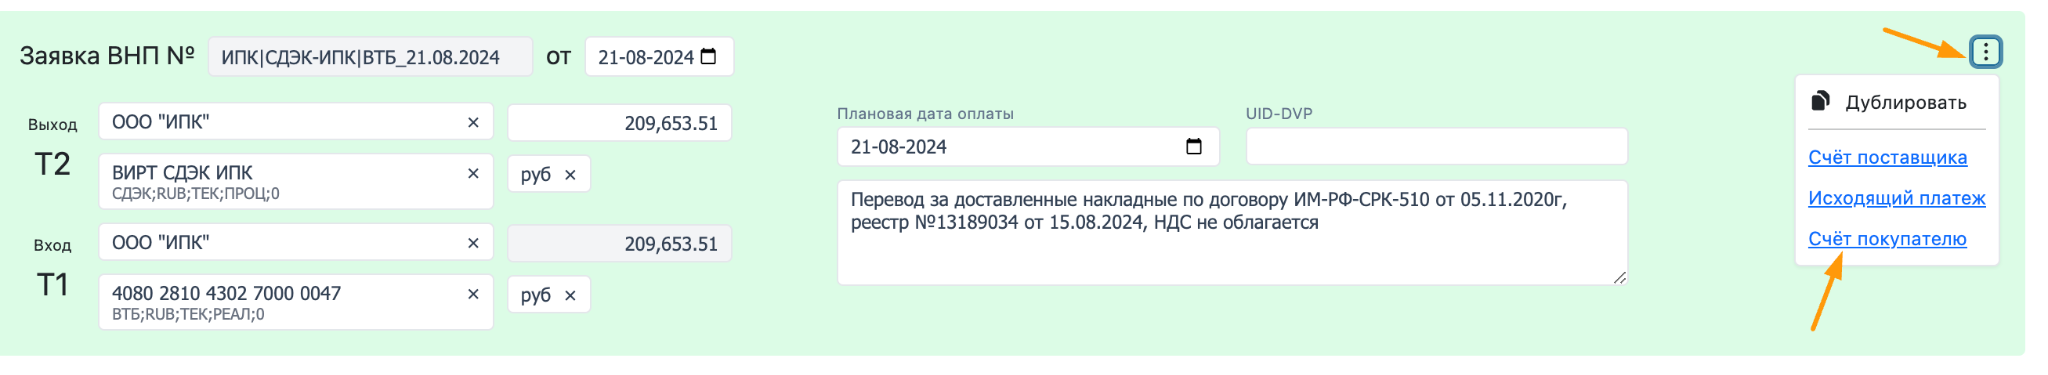 Заявка ВНП № ИПК|СДЭК-ИПК|ВТБ_21.08.2024 от 21-08-2024
Выход
Т2
ООО "ИПК" × 209,653.51
ВИРТ СДЭК ИПК × руб ×
СДЭК;RUB;ТЕК;ПРОЦ;0
Вход
Т1
ООО "ИПК" × 209,653.51
4080 2810 4302 7000 0047 × руб ×
ВТБ;RUB;ТЕК;РЕАЛ;0
Плановая дата оплаты
21-08-2024
UID-DVP
Перевод за доставленные накладные по договору ИМ-РФ-СРК-510 от 05.11.2020г,
реестр №13189034 от 15.08.2024, НДС не облагается
Дублировать
Счёт поставщика
Исходящий платеж
Счёт покупателю